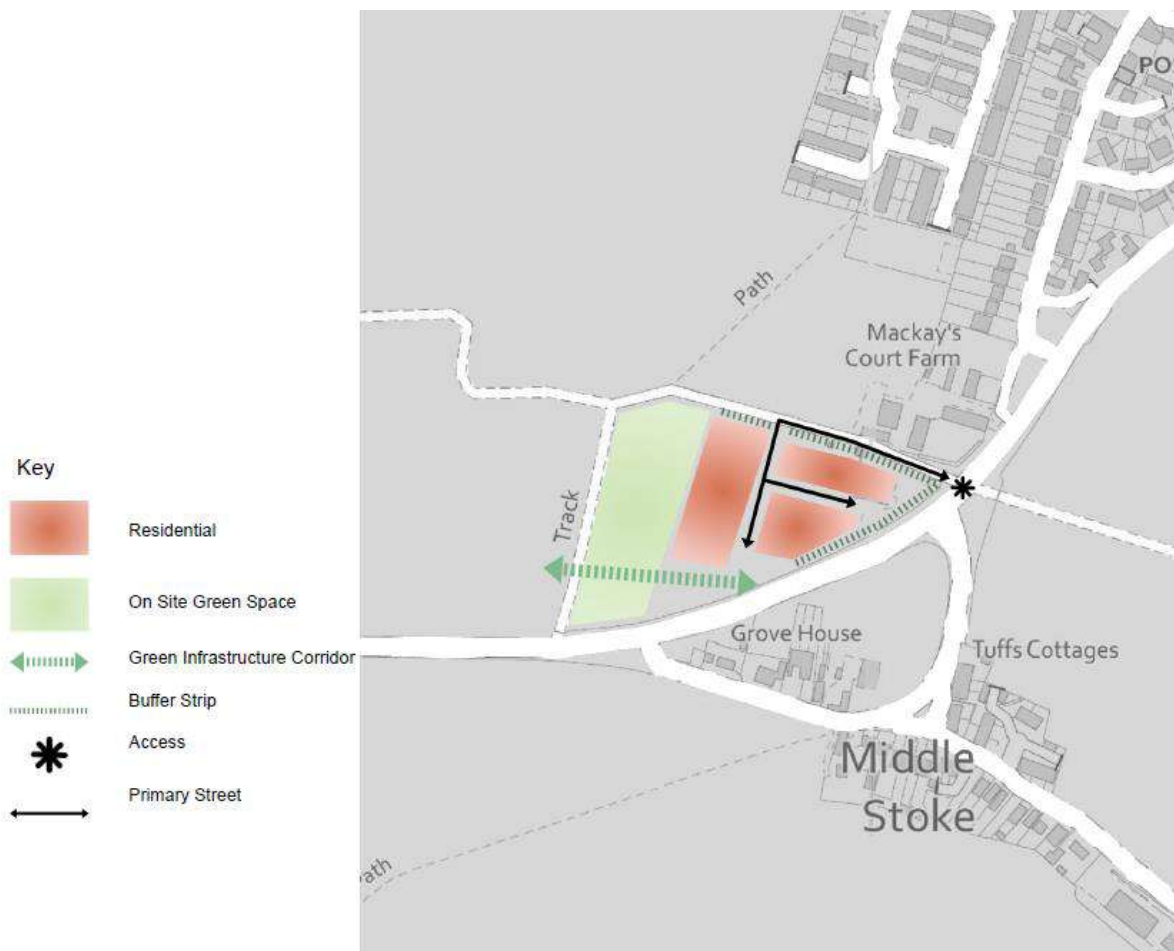 Key
Residential
On Site Green Space
Green Infrastructure Corridor
Buffer Strip
Access
Primary Street
PO
Path
Mackay's
Court Farm
Track
Grove House
Tuffs Cottages
Middle
Stoke
Path